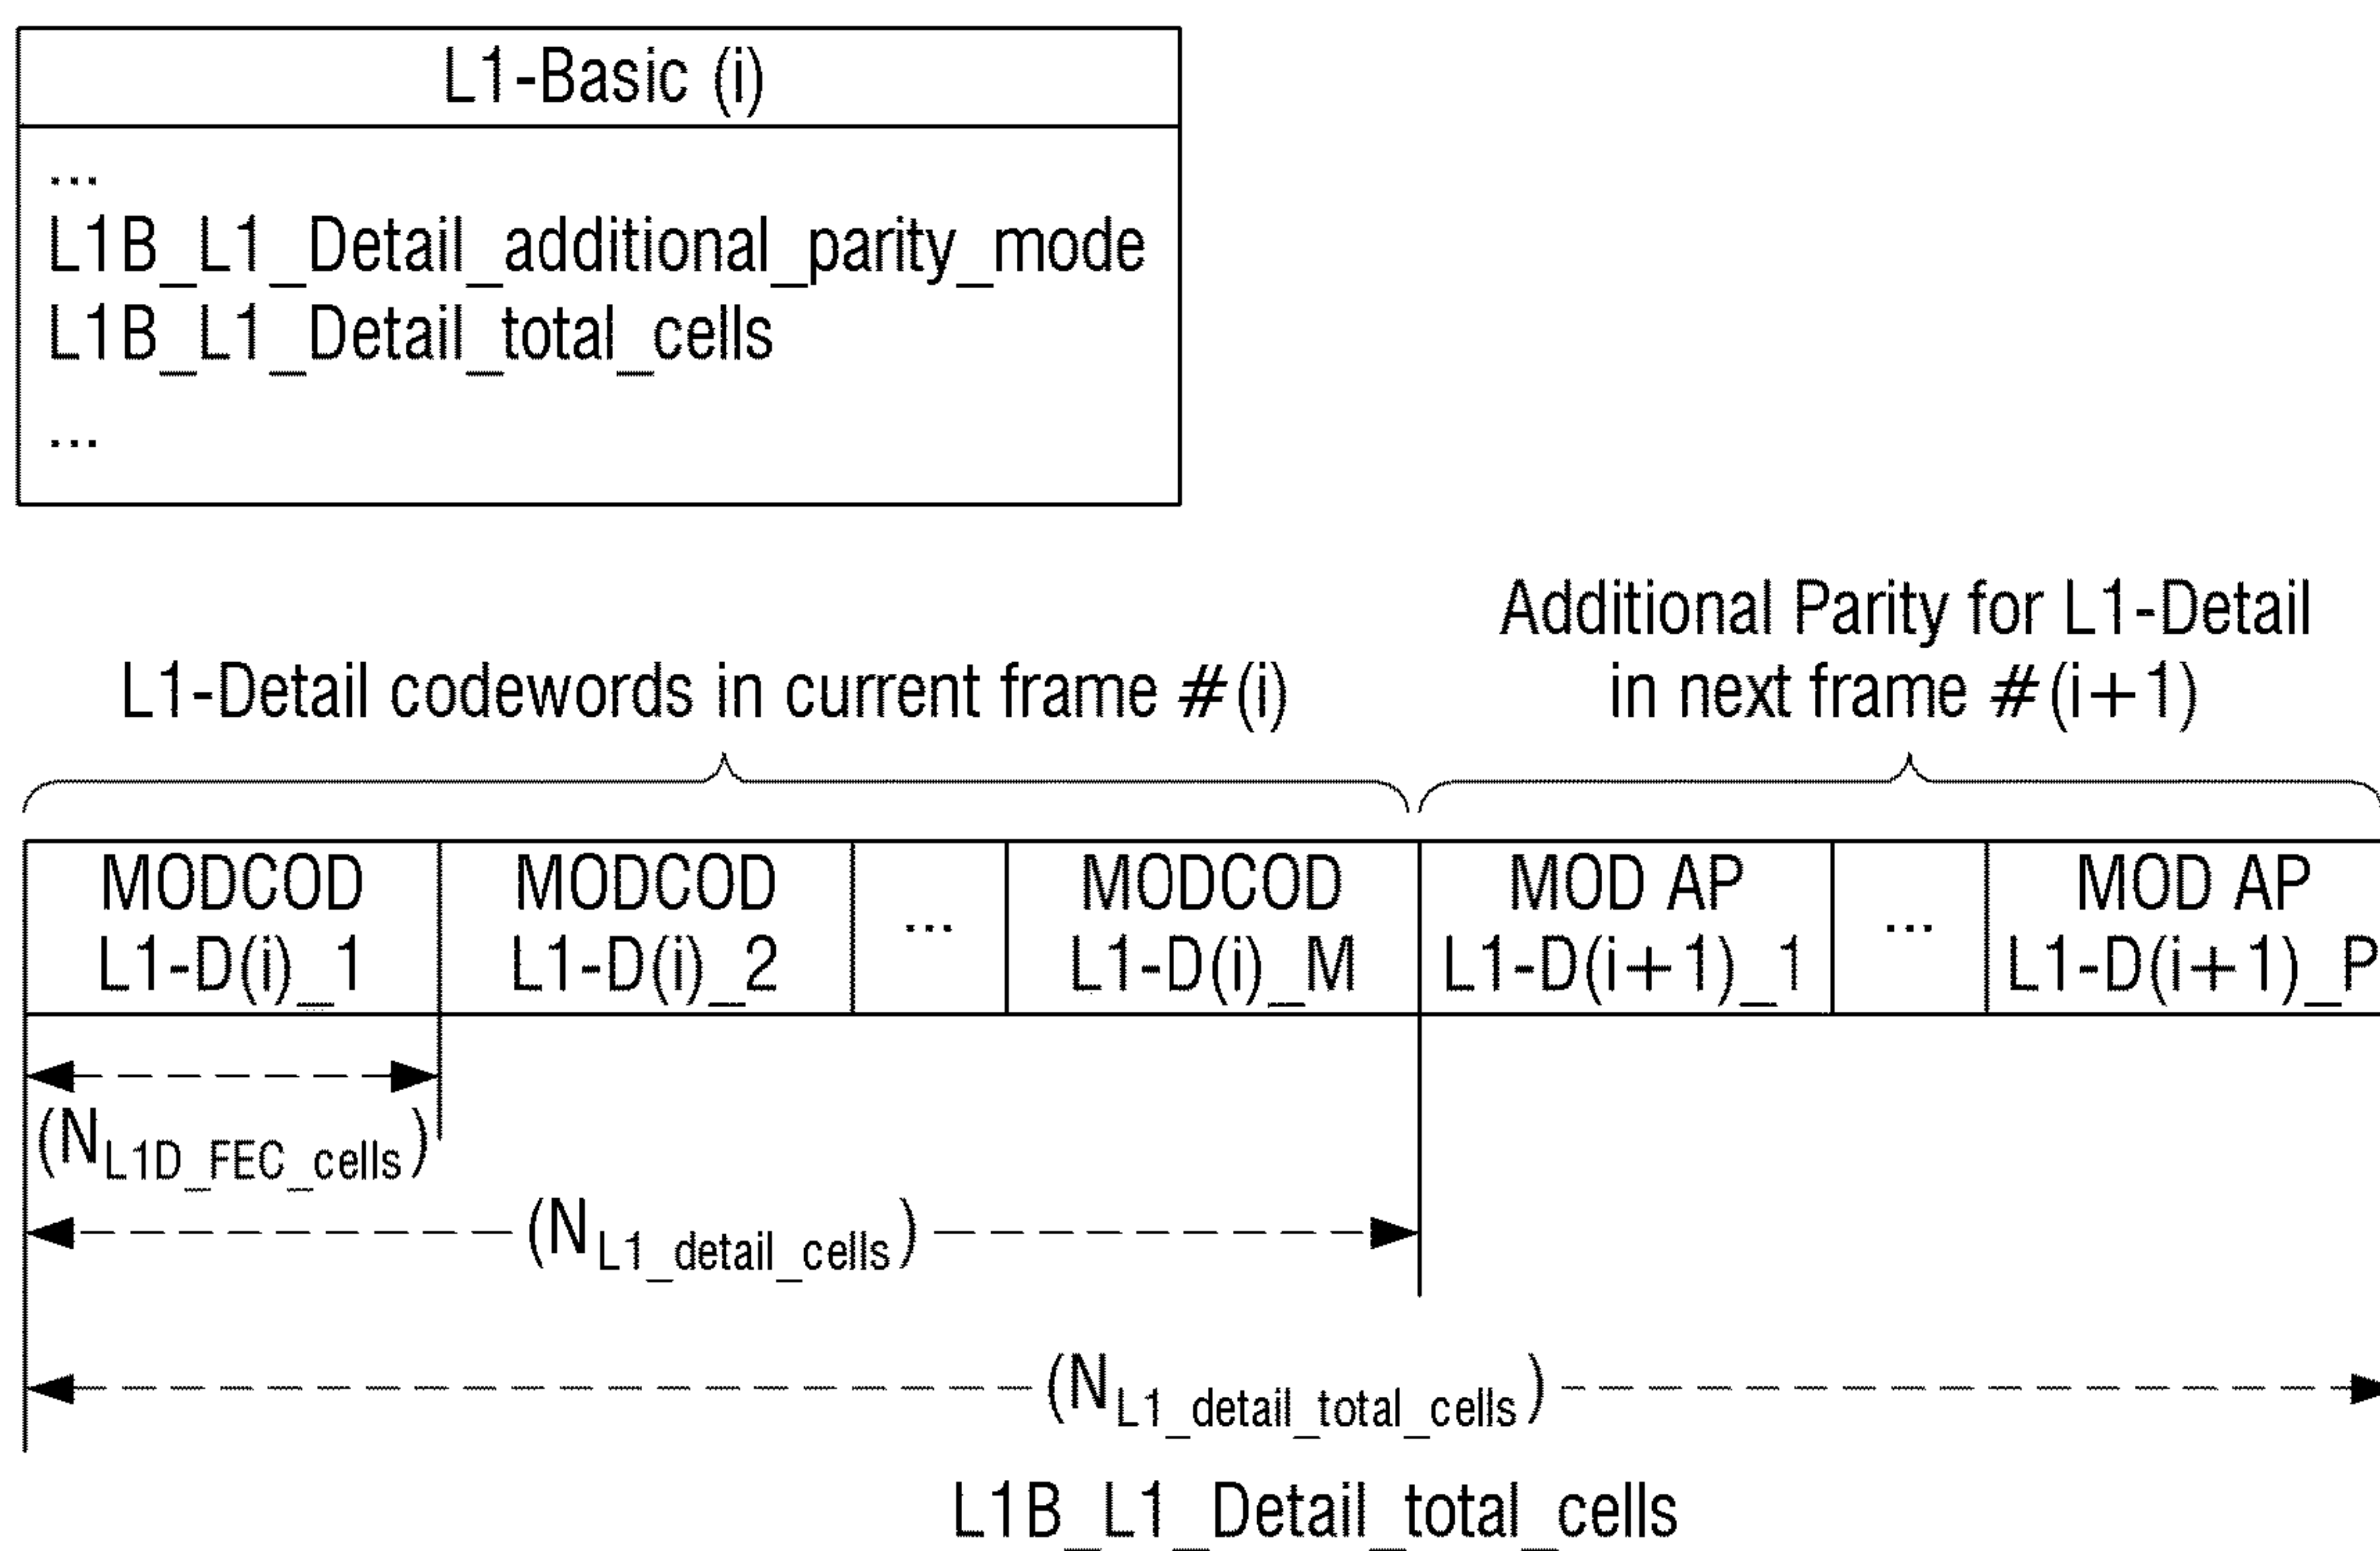 L1-Basic (i)
...
L1B_L1_Detail_additional_parity_mode
L1B_L1_Detail_total_cells
...
Additional Parity for L1-Detail
in next frame #(i+1)
L1-Detail codewords in current frame #(i)
MODCOD
L1-D(i)_1
MODCOD
L1-D(i)_2
...
MODCOD
L1-D(i)_M
MOD AP
L1-D(i+1)_1
...
MOD AP
L1-D(i+1)_P
(NL1D_FEC_cells)
(NL1_detail_cells)
(NL1_detail_total_cells)
L1B_L1_Detail_total_cells